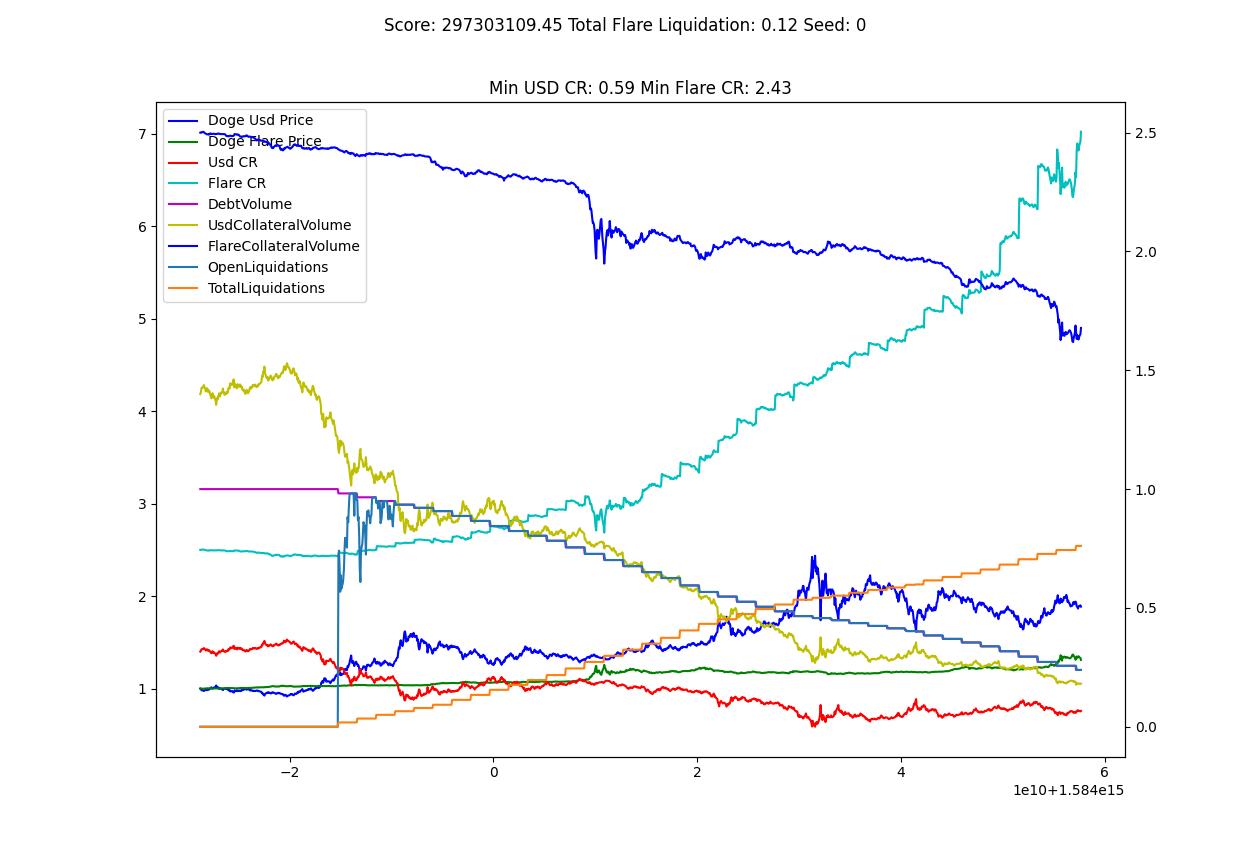 Score: 297303109.45 Total Flare Liquidation: 0.12 Seed: 0
Min USD CR: 0.59 Min Flare CR: 2.43
Doge Usd Price
Doge Flare Price
Usd CR
Flare CR
DebtVolume
UsdCollateralVolume
FlareCollateralVolume
OpenLiquidations
TotalLiquidations
7
6
5
4
3
2
1
2.5
2.0
1.5
1.0
0.5
0.0
−2 0 2 4 6
1e10+1.584e15